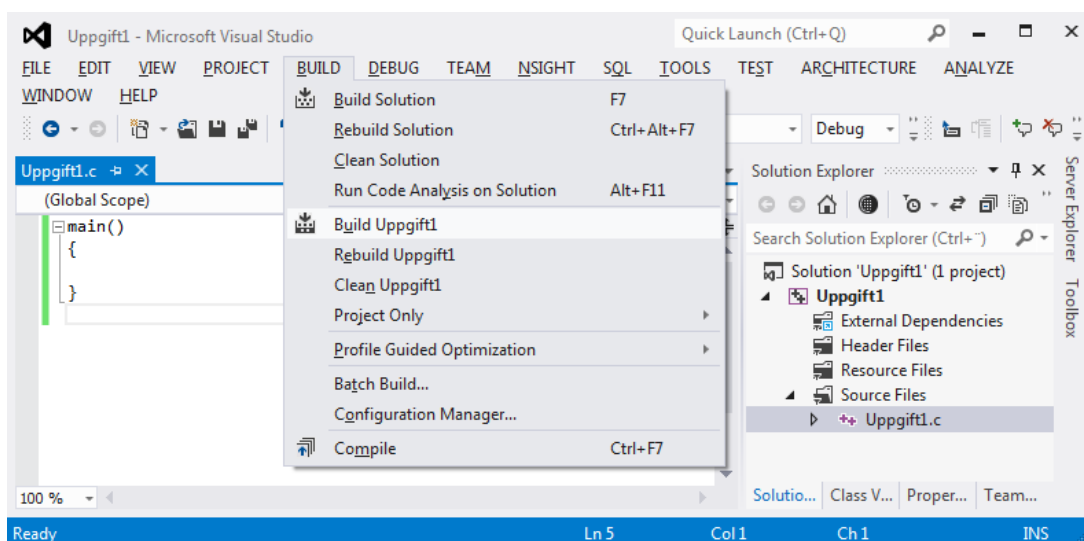 Uppgift1 - Microsoft Visual Studio
Quick Launch (Ctrl+Q)
FILE EDIT VIEW PROJECT BUILD DEBUG TEAM NSIGHT SQL TOOLS TEST ARCHITECTURE ANALYZE
WINDOW HELP
Debug
Build Solution F7
Rebuild Solution Ctrl+Alt+F7
Clean Solution
Run Code Analysis on Solution Alt+F11
Build Uppgift1
Rebuild Uppgift1
Clean Uppgift1
Project Only
Profile Guided Optimization
Batch Build...
Configuration Manager...
Compile Ctrl+F7
Uppgift1.c
(Global Scope)
main()
{
}
100 %
Solution Explorer
Search Solution Explorer (Ctrl+¨)
Solution 'Uppgift1' (1 project)
Uppgift1
External Dependencies
Header Files
Resource Files
Source Files
Uppgift1.c
Solutio... Class V... Proper... Team...
Server Explorer
Toolbox
Ready Ln 5 Col 1 Ch 1 INS